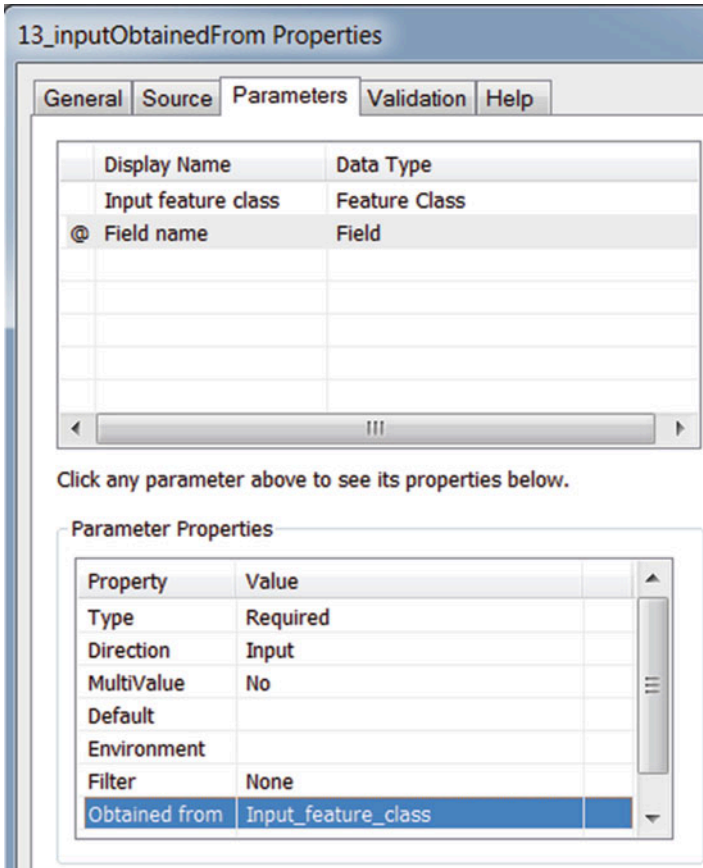 13_inputObtainedFrom Properties
General Source Parameters Validation Help
Display Name Data Type
Input feature class Feature Class
@ Field name Field
Click any parameter above to see its properties below.
Parameter Properties
Property Value
Type Required
Direction Input
MultiValue No
Default
Environment
Filter None
Obtained from Input_feature_class